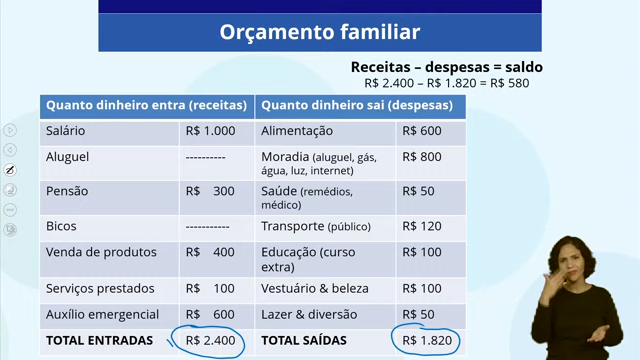 Orçamento familiar
Receitas – despesas = saldo
R$ 2.400 – R$ 1.820 = R$ 580
Quanto dinheiro entra (receitas) Quanto dinheiro sai (despesas)
Salário R$ 1.000 Alimentação R$ 600
Aluguel ---------- Moradia (aluguel, gás, R$ 800
água, luz, internet)
Pensão R$ 300 Saúde (remédios, R$ 50
médico)
Bicos ----------- Transporte (público) R$ 120
Venda de produtos R$ 400 Educação (curso R$ 100
extra)
Serviços prestados R$ 100 Vestuário & beleza R$ 100
Auxílio emergencial R$ 600 Lazer & diversão R$ 50
TOTAL ENTRADAS R$ 2.400 TOTAL SAÍDAS R$ 1.820